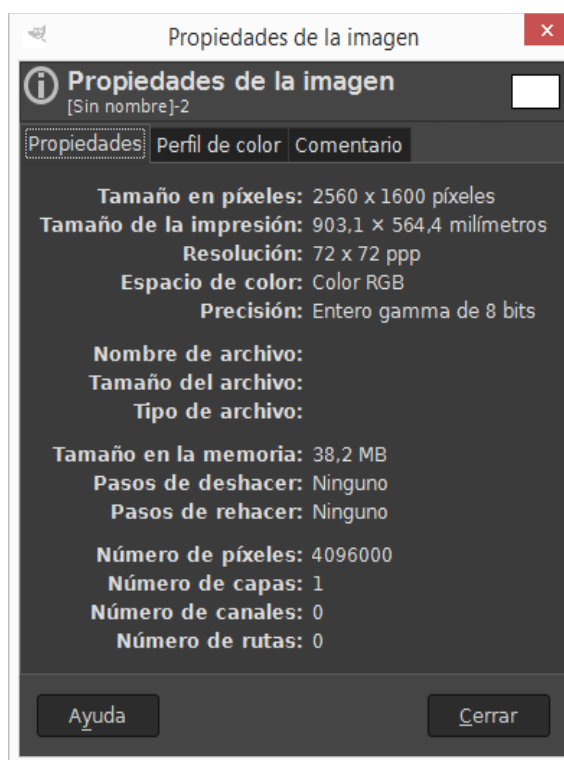 Propiedades de la imagen
Propiedades de la imagen
[Sin nombre]-2
Propiedades Perfil de color Comentario
Tamaño en píxeles: 2560 x 1600 píxeles
Tamaño de la impresión: 903,1 × 564,4 milímetros
Resolución: 72 x 72 ppp
Espacio de color: Color RGB
Precisión: Entero gamma de 8 bits
Nombre de archivo:
Tamaño del archivo:
Tipo de archivo:
Tamaño en la memoria: 38,2 MB
Pasos de deshacer: Ninguno
Pasos de rehacer: Ninguno
Número de píxeles: 4096000
Número de capas: 1
Número de canales: 0
Número de rutas: 0
Ayuda Cerrar